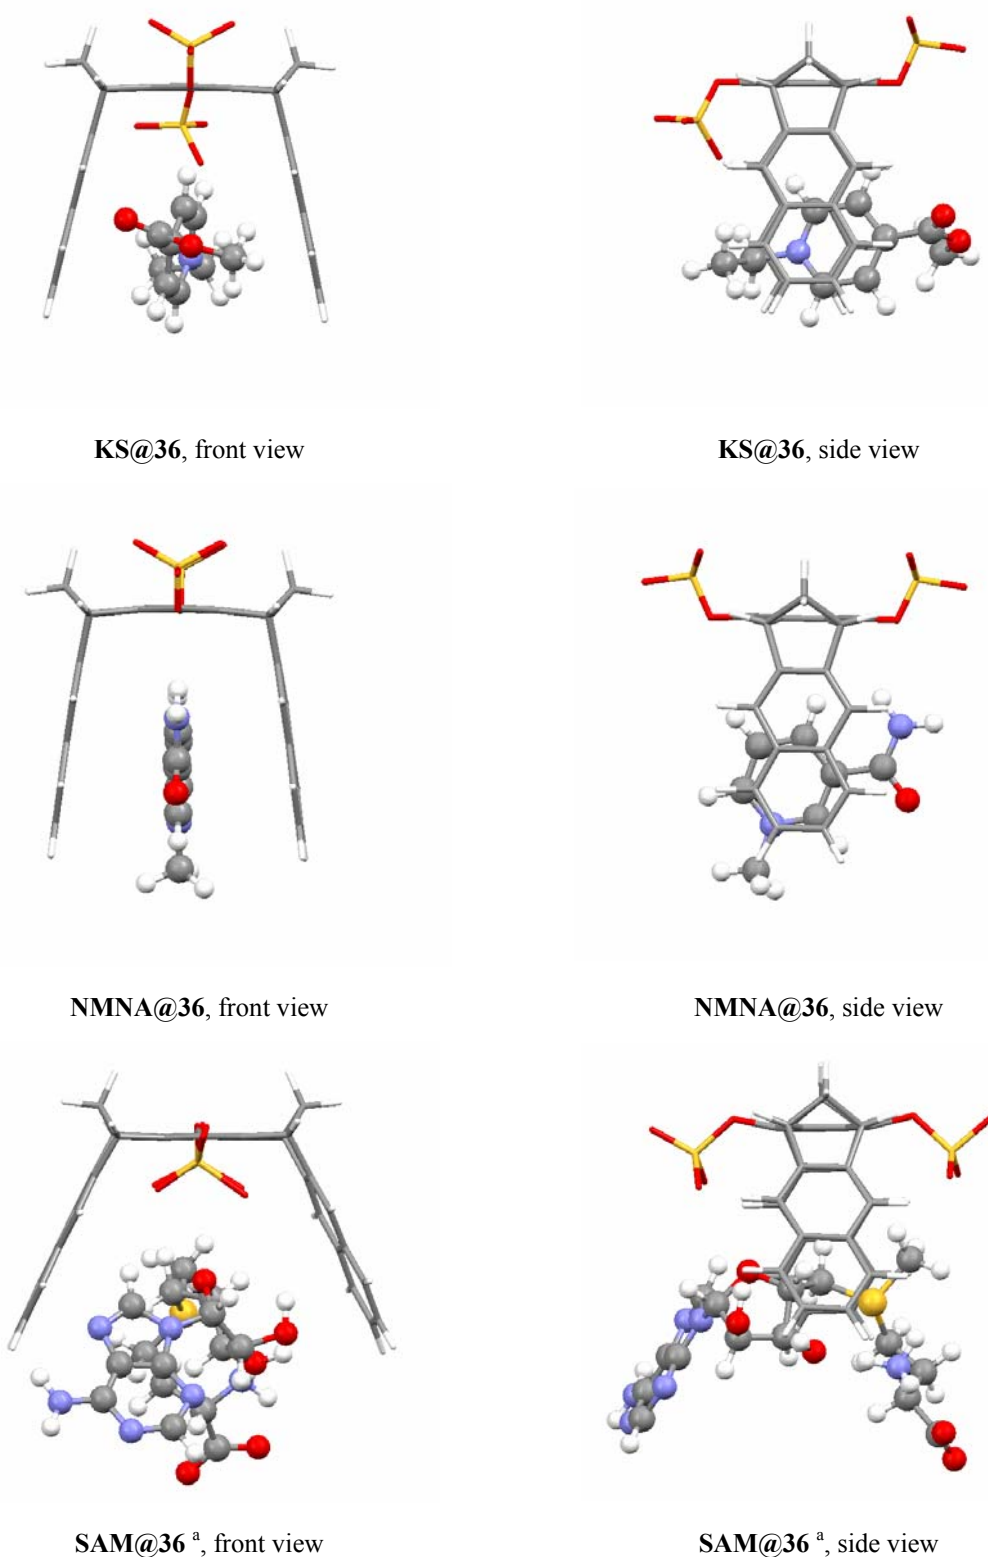 KS@36, front view
KS@36, side view
NMNA@36, front view
NMNA@36, side view
SAM@36 a, front view
SAM@36 a, side view